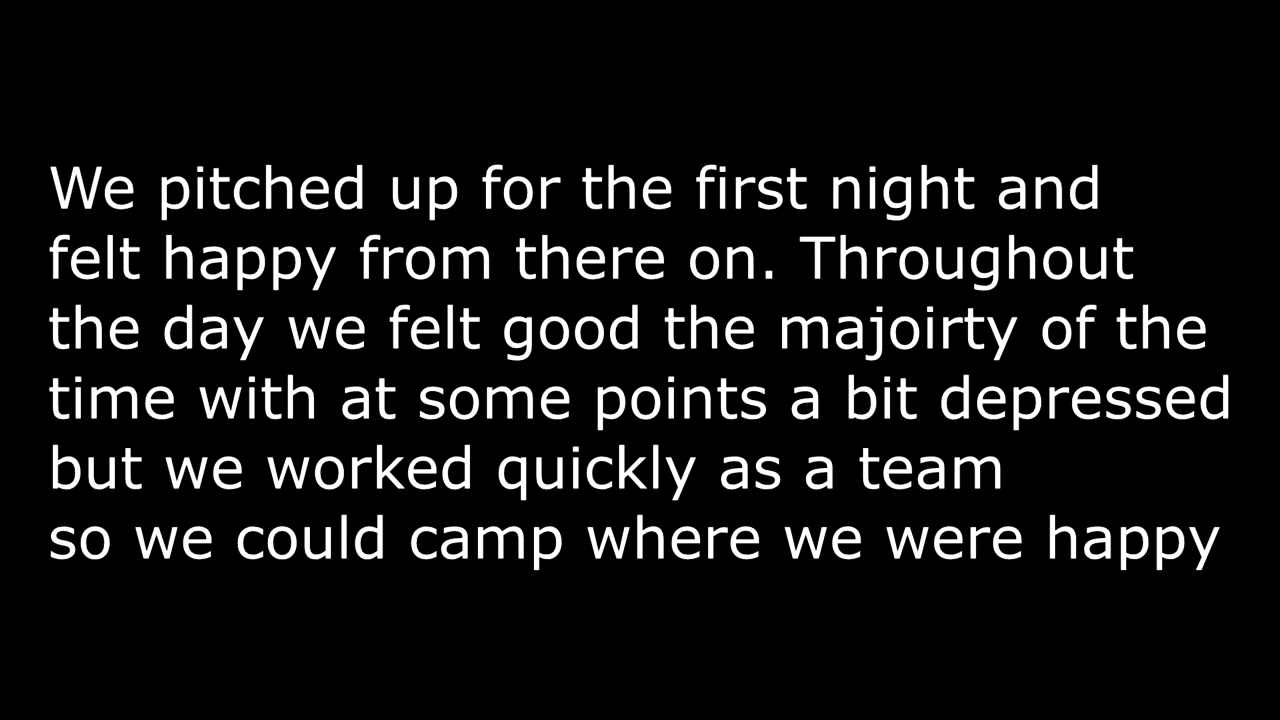 We pitched up for the first night and
felt happy from there on. Throughout
the day we felt good the majoirty of the
time with at some points a bit depressed
but we worked quickly as a team
so we could camp where we were happy